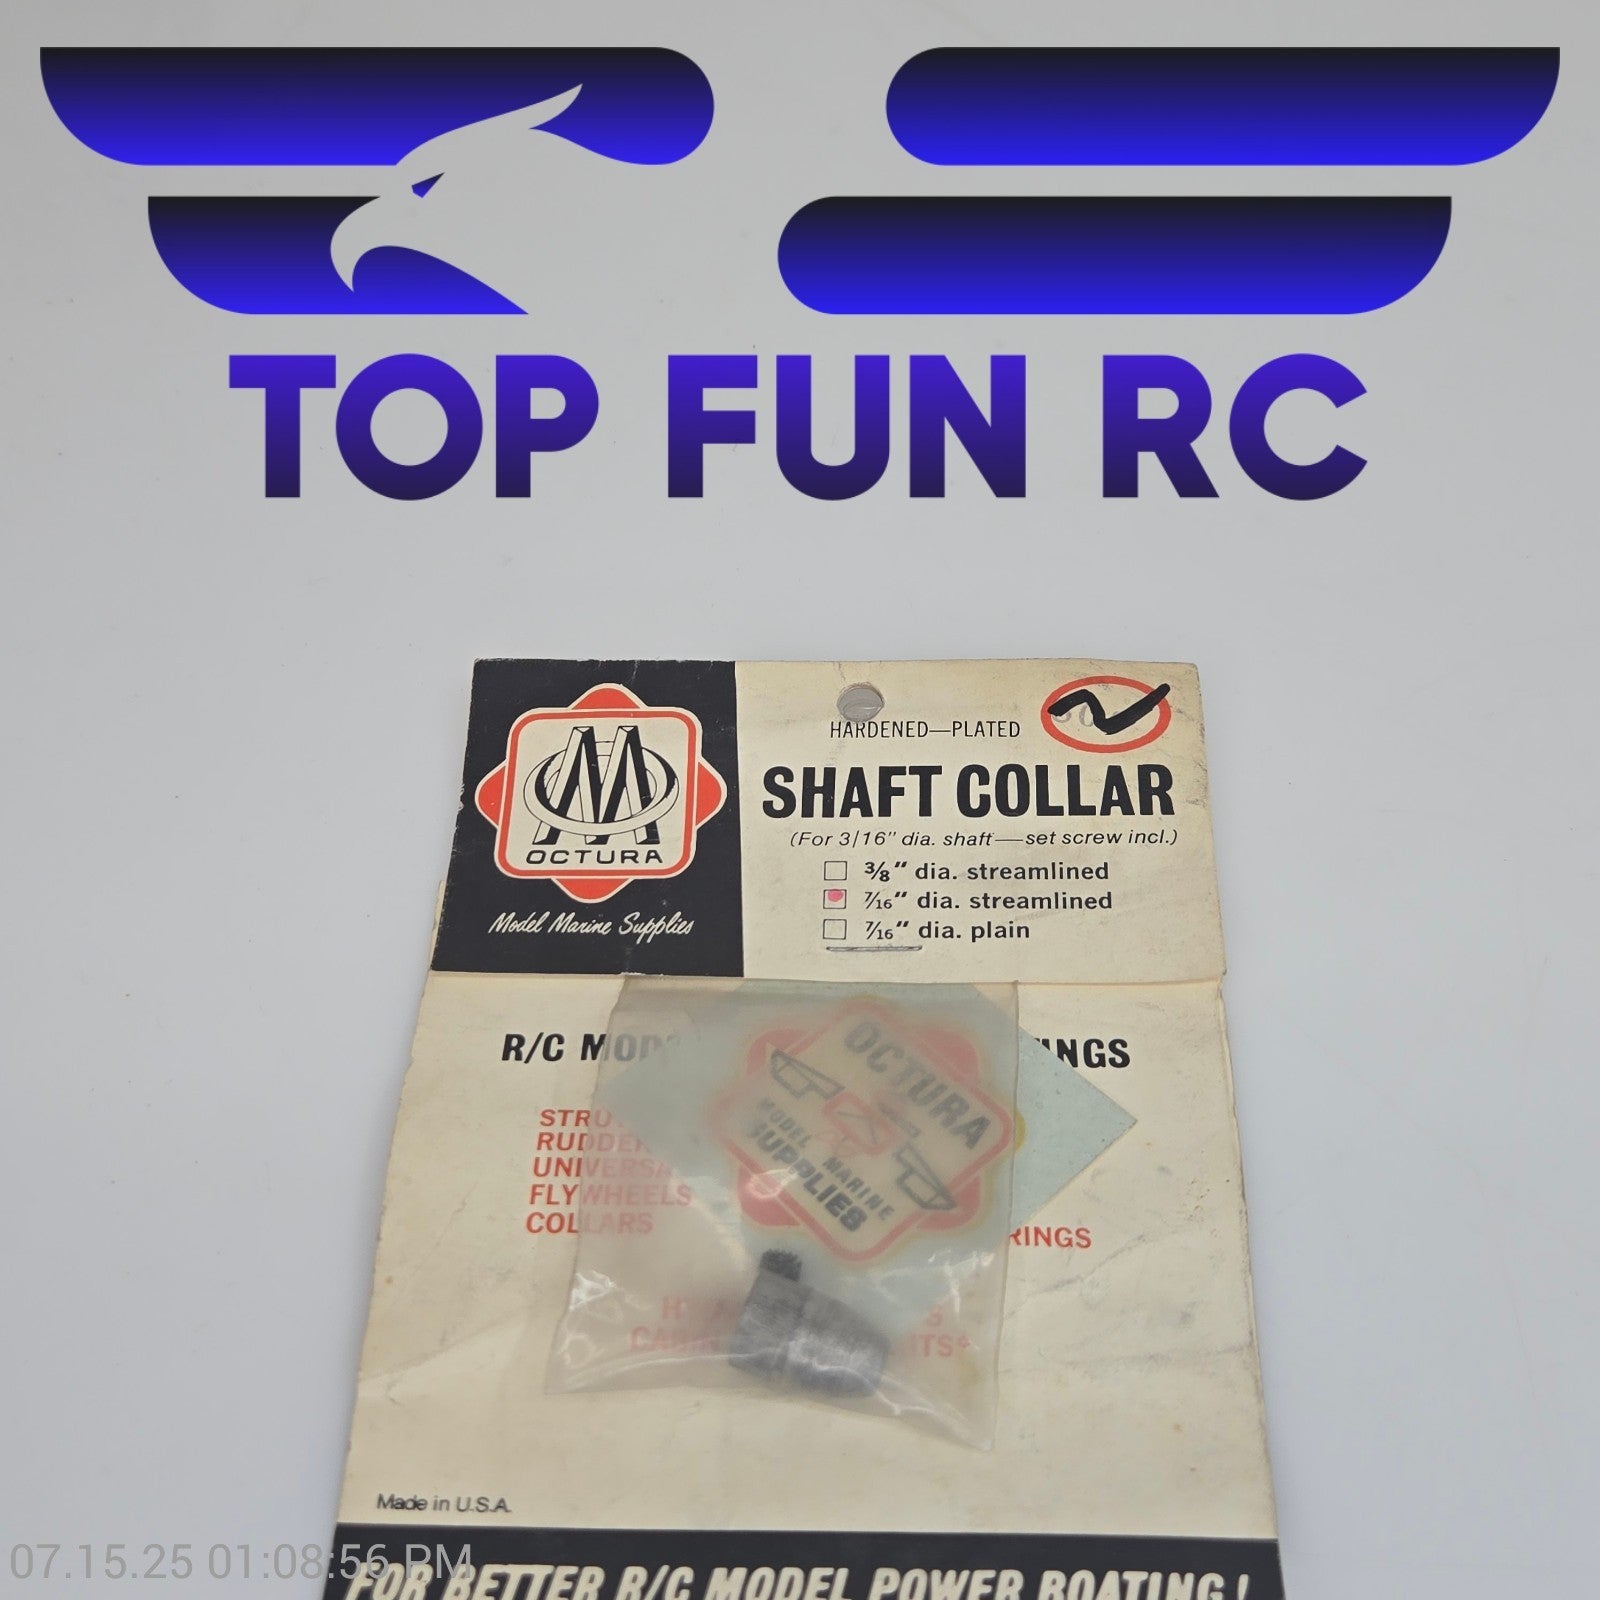 TOP FUN RC
HARDENED—PLATED
SHAFT COLLAR
(For 3/16" dia. shaft—set screw incl.)
3/8" dia. streamlined
7/16" dia. streamlined
7/16" dia. plain
OCTURA
Model Marine Supplies
R/C
OCTURA
MODEL MARINE
SUPPLIES
FLYWHEELS
COLLARS
Made in U.S.A.
07.15.25 01:08:56 PM
FOR BETTER R/C MODEL POWER BOATING!